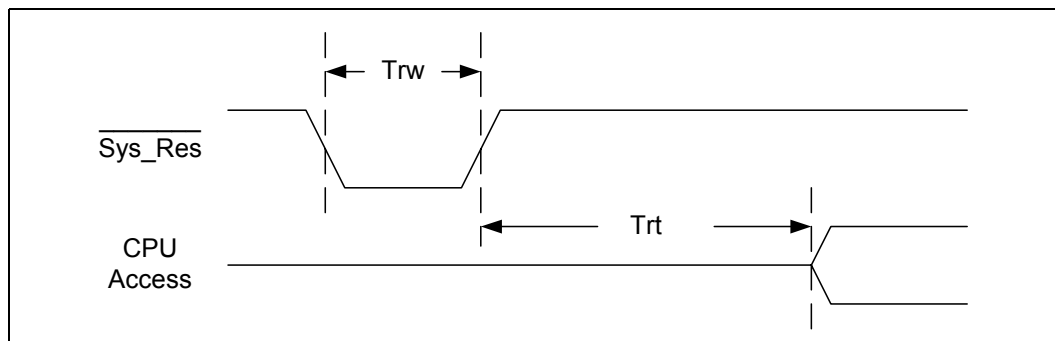 Trw
Sys_Res
Trt
CPU
Access